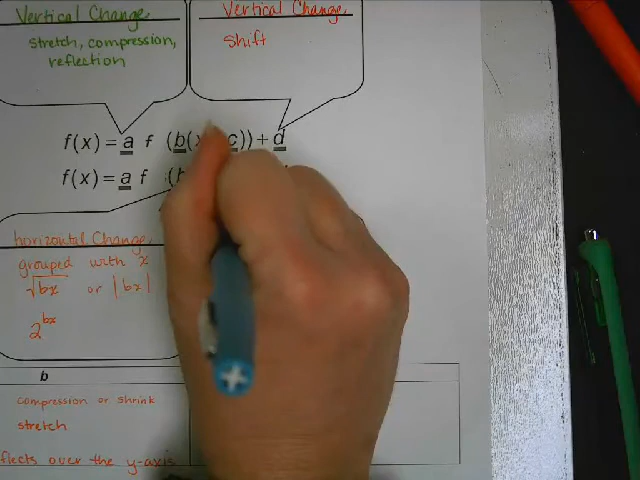 Vertical Change
stretch, compression,
reflection
Vertical Change
shift
f(x) = a f (b(x c)) + d
f(x) = a f (b
horizontal Change
grouped with x
√bx or |bx|
2^bx
b
compression or shrink
stretch
flects over the y-axis